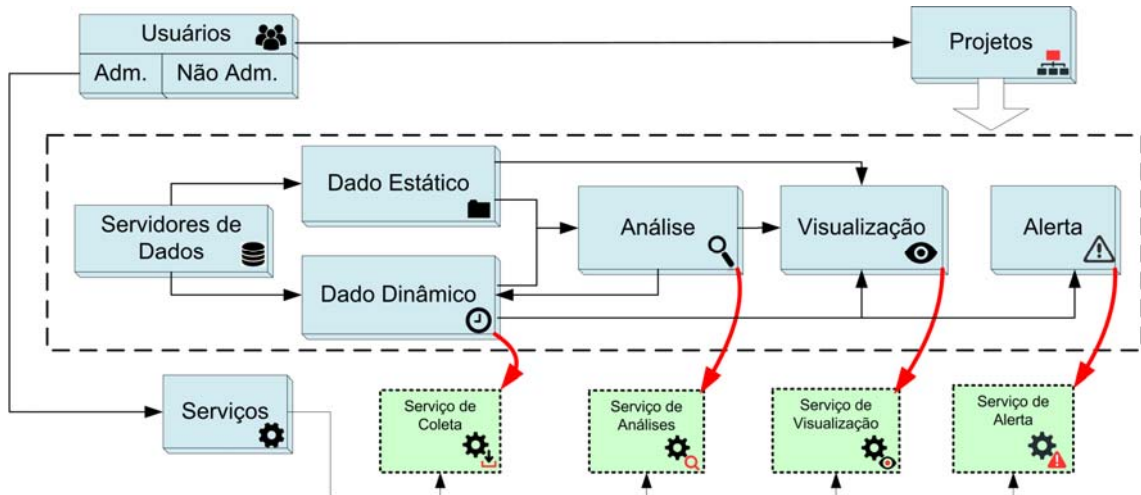 Usuários
Adm.
Não Adm.
Projetos
Servidores de
Dados
Dado Estático
Dado Dinâmico
Análise
Visualização
Alerta
Serviços
Serviço de
Coleta
Serviço de
Análises
Serviço de
Visualização
Serviço de
Alerta